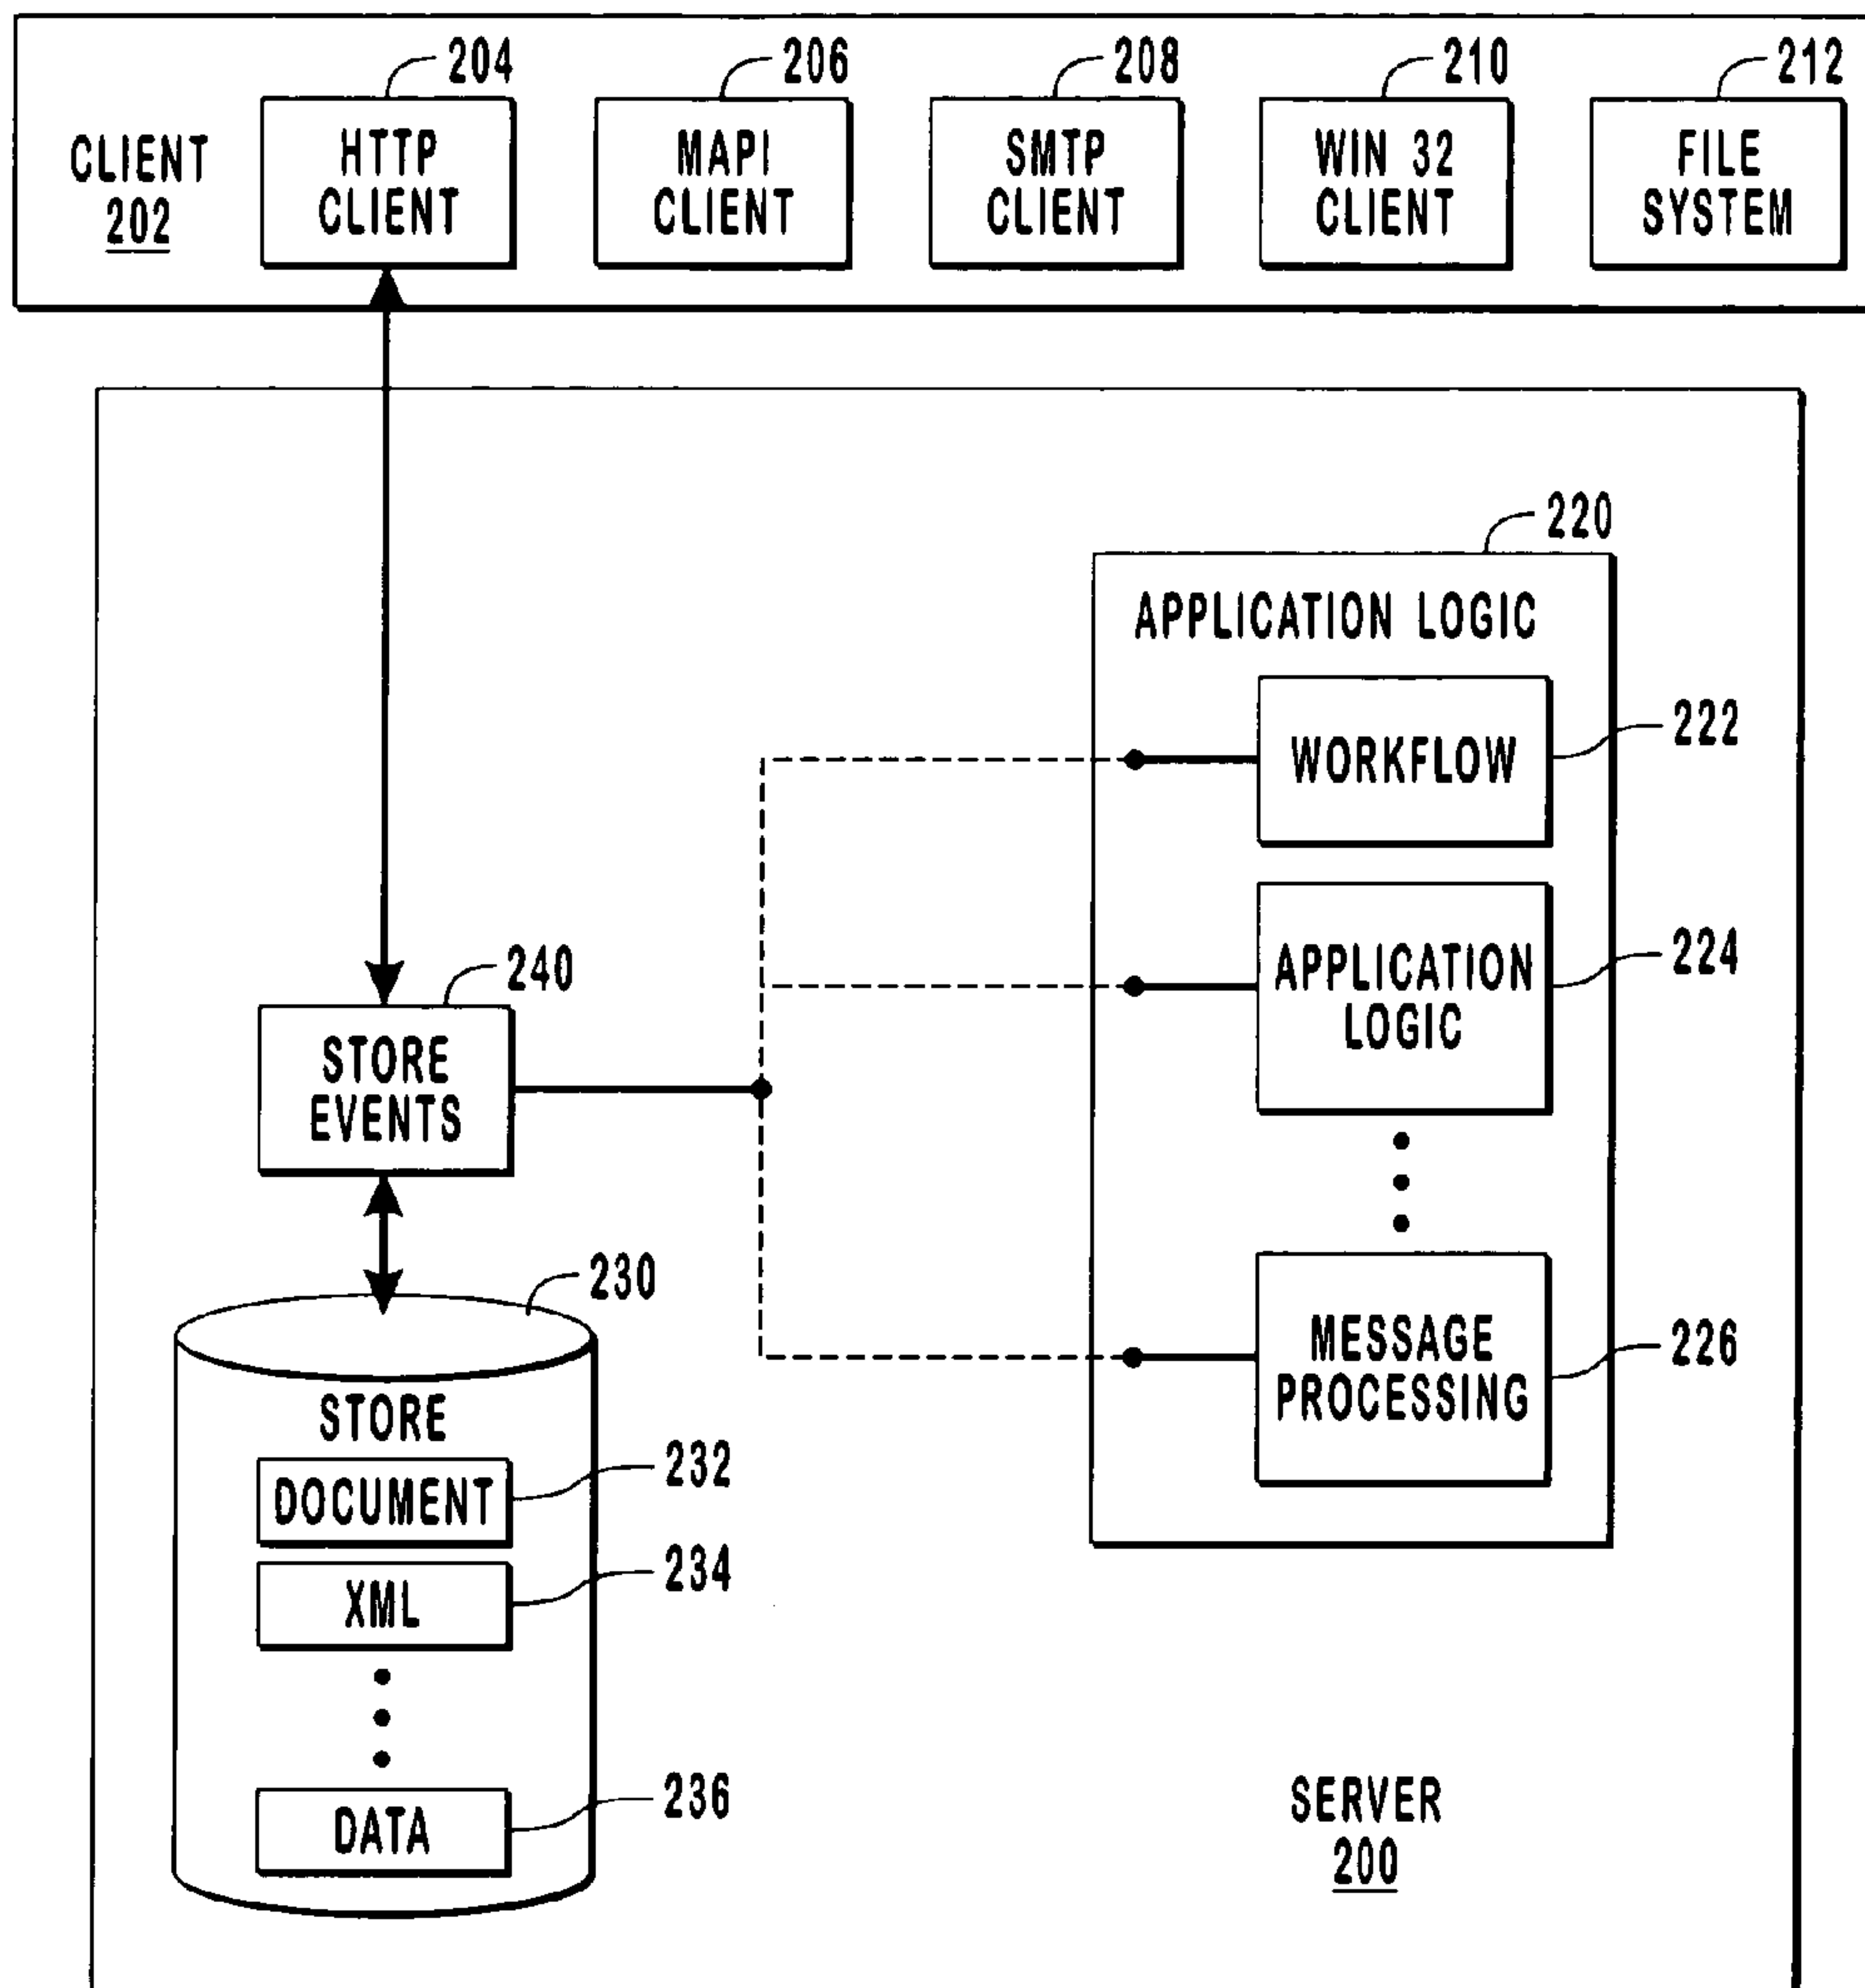 204
206
208
210
212
CLIENT
202
HTTP
CLIENT
MAPI
CLIENT
SMTP
CLIENT
WIN 32
CLIENT
FILE
SYSTEM
220
APPLICATION LOGIC
WORKFLOW
222
APPLICATION
LOGIC
224
MESSAGE
PROCESSING
226
240
STORE
EVENTS
230
STORE
DOCUMENT
232
XML
234
DATA
236
SERVER
200